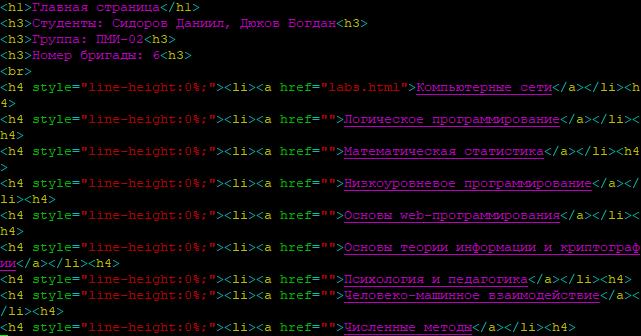 <h1>Главная страница</h1>
<h3>Студенты: Сидоров Даниил, Дюков Богдан<h3>
<h3>Группа: ПМИ-02<h3>
<h3>Номер бригады: 6<h3>
<br>
<h4 style="line-height:0%;"><li><a href="labs.html">Компьютерные сети</a></li><h
4>
<h4 style="line-height:0%;"><li><a href="">Логическое программирование</a></li><
h4>
<h4 style="line-height:0%;"><li><a href="">Математическая статистика</a></li><h4
>
<h4 style="line-height:0%;"><li><a href="">Низкоуровневое программирование</a></
li><h4>
<h4 style="line-height:0%;"><li><a href="">Основы web-программирования</a></li><
h4>
<h4 style="line-height:0%;"><li><a href="">Основы теории информации и криптограф
ии</a></li><h4>
<h4 style="line-height:0%;"><li><a href="">Психология и педагогика</a></li><h4>
<h4 style="line-height:0%;"><li><a href="">Человеко-машинное взаимодействие</a><
/li><h4>
<h4 style="line-height:0%;"><li><a href="">Численные методы</a></li><h4>